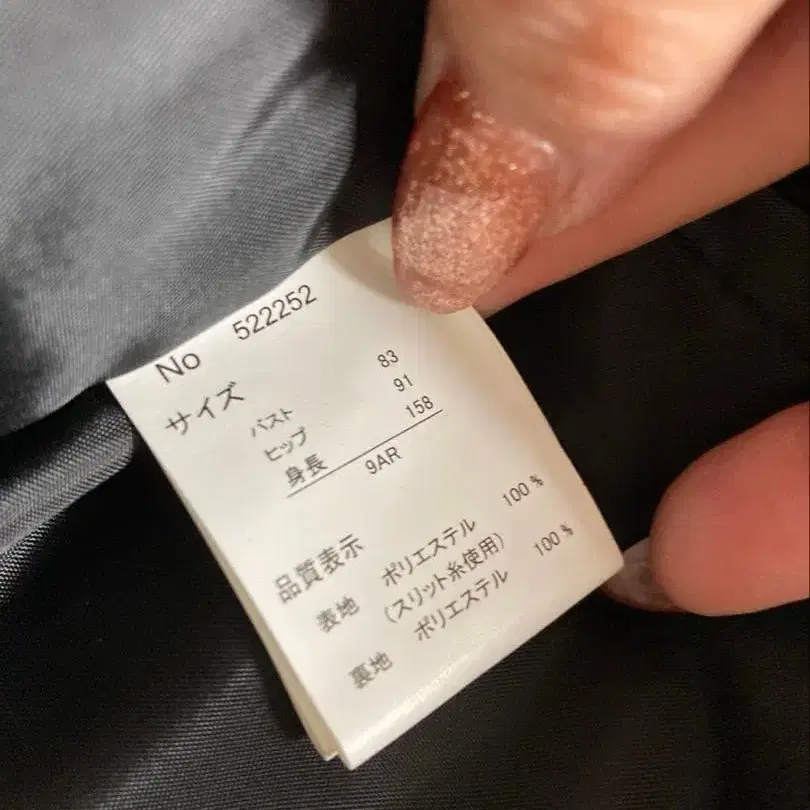 No 522252
サイズ
バスト 83
ヒップ 91
身長 158
9AR
品質表示
表地 ポリエステル 100 %
(スリット糸使用)
裏地 ポリエステル 100 %